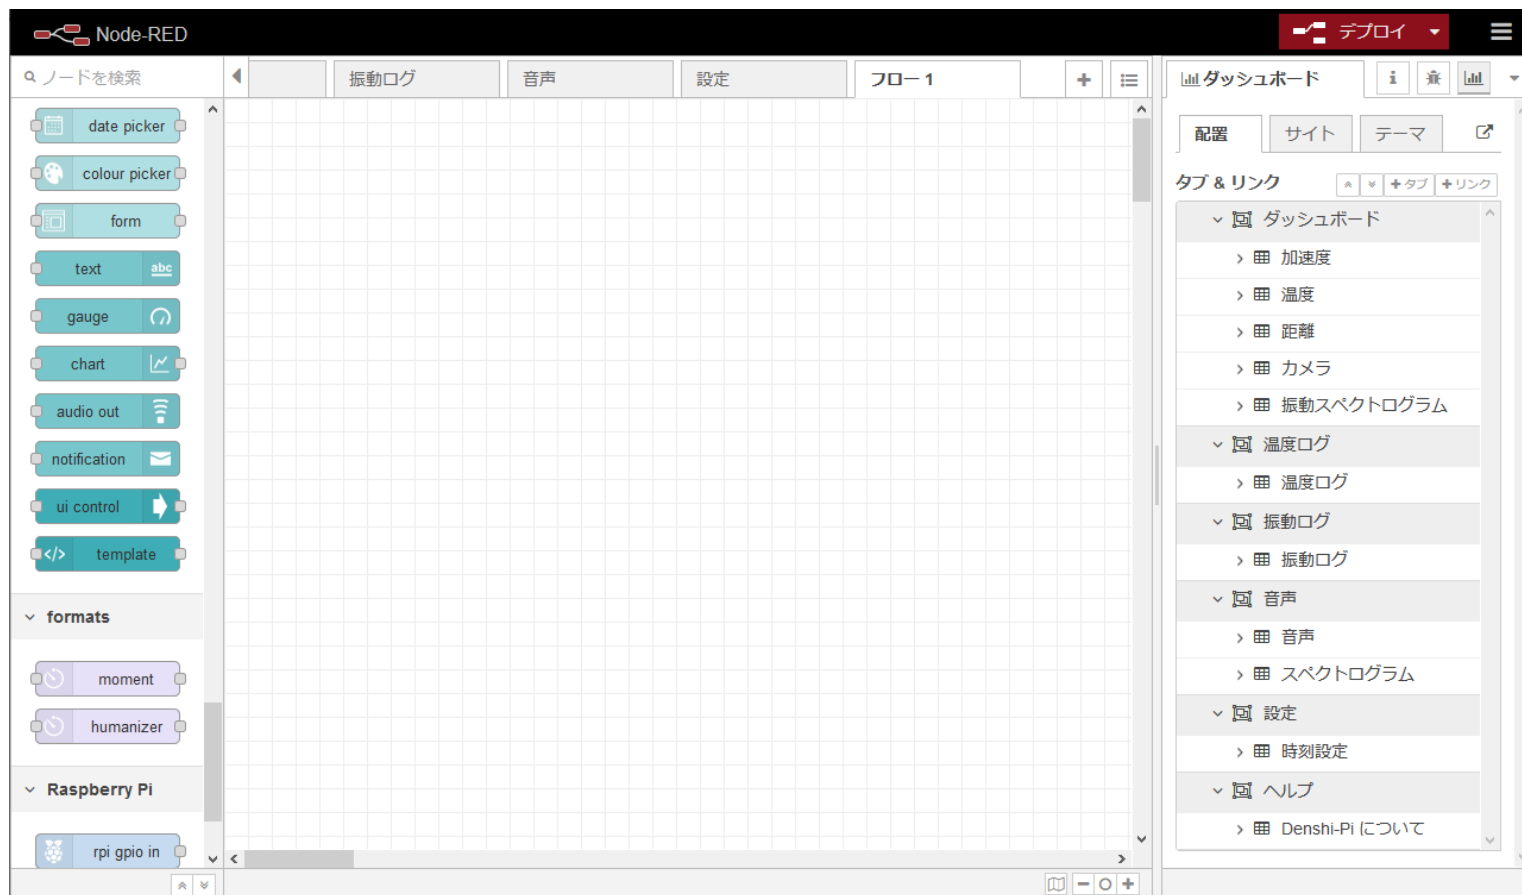 Node-RED
デプロイ
ノードを検索
振動ログ
音声
設定
フロー 1
date picker
colour picker
form
text
abc
gauge
chart
audio out
notification
ui control
</> template
formats
moment
humanizer
Raspberry Pi
rpi gpio in
ダッシュボード
i
配置
サイト
テーマ
タブ & リンク
+タブ
+リンク
ダッシュボード
加速度
温度
距離
カメラ
振動スペクトログラム
温度ログ
温度ログ
振動ログ
振動ログ
音声
音声
スペクトログラム
設定
時刻設定
ヘルプ
Denshi-Pi について